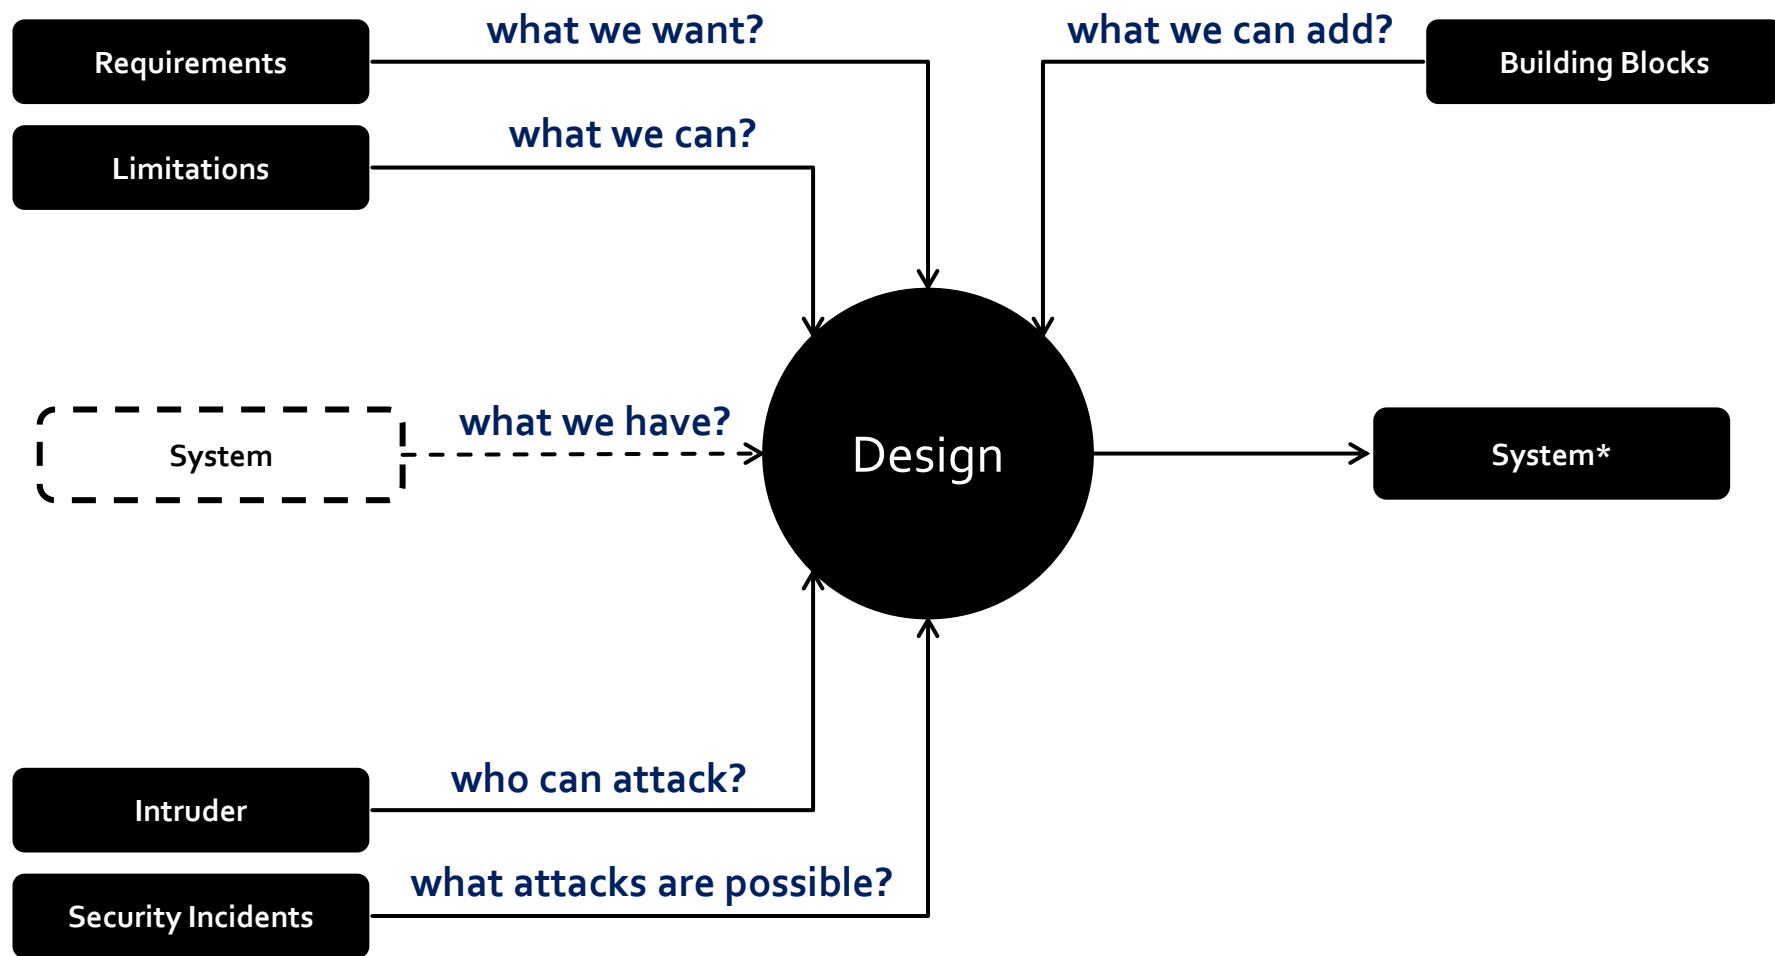 what we want?
what we can add?
Requirements
Building Blocks
what we can?
Limitations
what we have?
System
Design
System*
who can attack?
Intruder
what attacks are possible?
Security Incidents